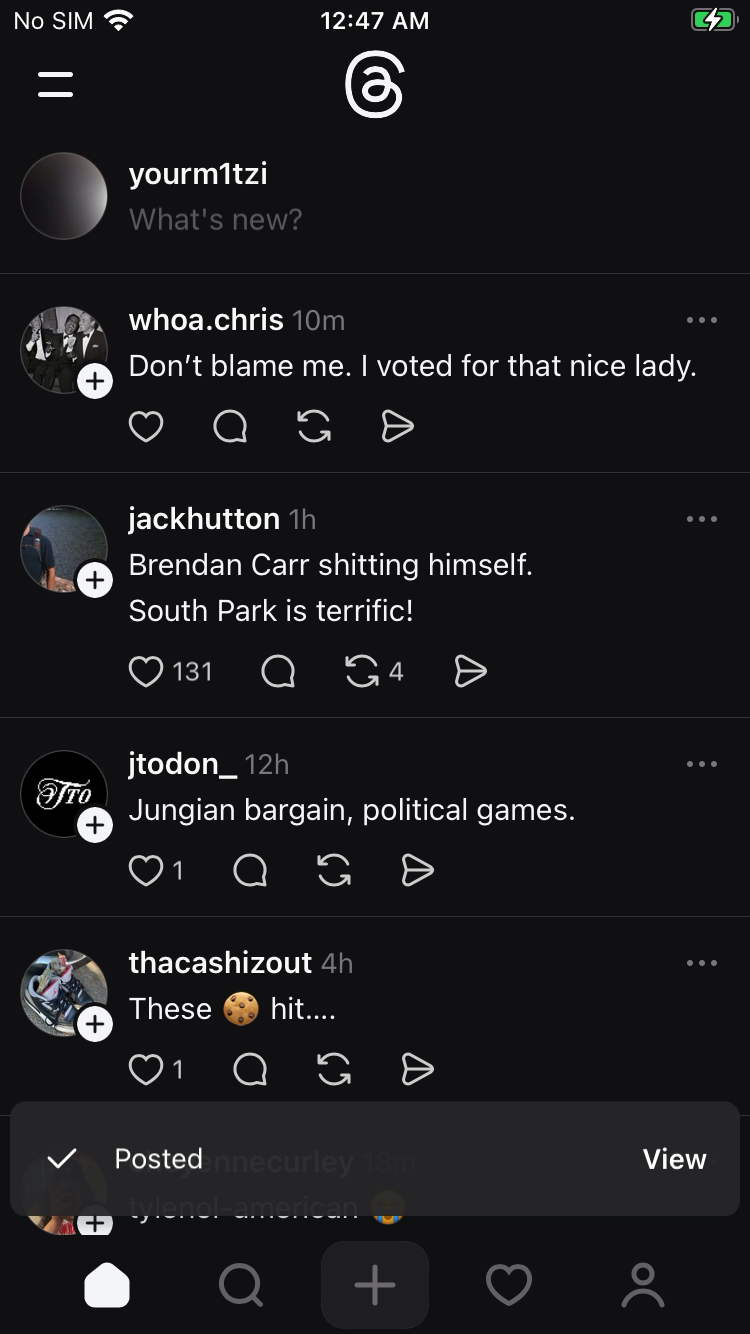 No SIM 12:47 AM
yourm1tzi
What's new?
whoa.chris 10m
Don’t blame me. I voted for that nice lady.
jackhutton 1h
Brendan Carr shitting himself.
South Park is terrific!
131 4
jtodon_ 12h
JTO
Jungian bargain, political games.
1
thacashizout 4h
These 🍪 hit....
1
Posted View
18m
tylenol-american 😭